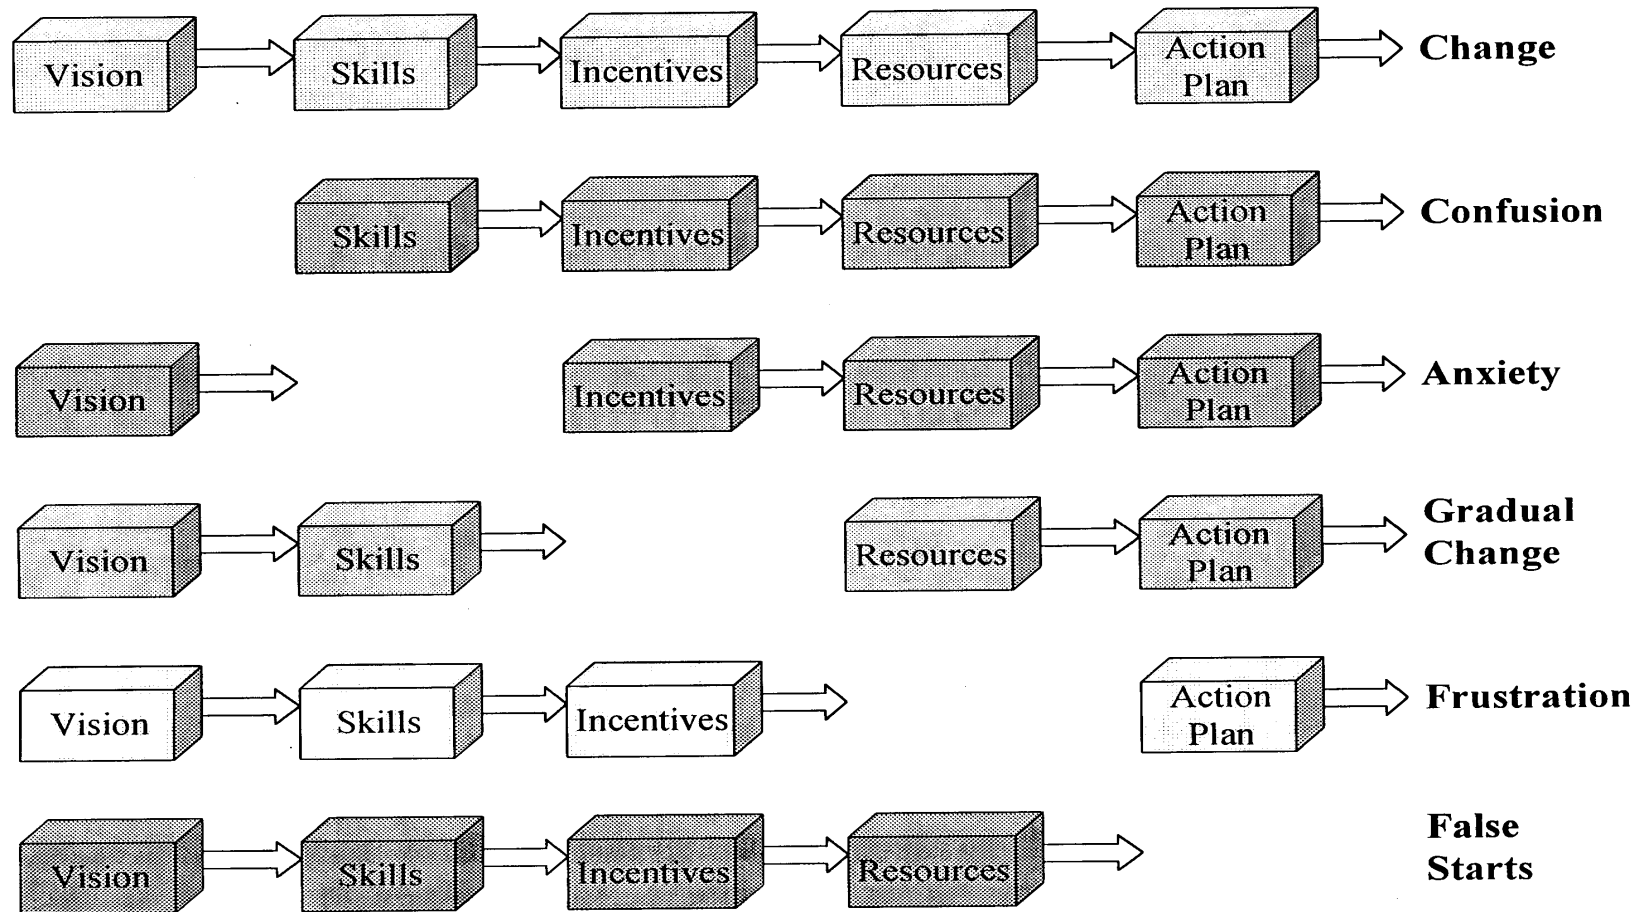 Vision Skills Incentives Resources Action Plan Change
Skills Incentives Resources Action Plan Confusion
Vision Incentives Resources Action Plan Anxiety
Vision Skills Resources Action Plan Gradual Change
Vision Skills Incentives Action Plan Frustration
Vision Skills Incentives Resources False Starts